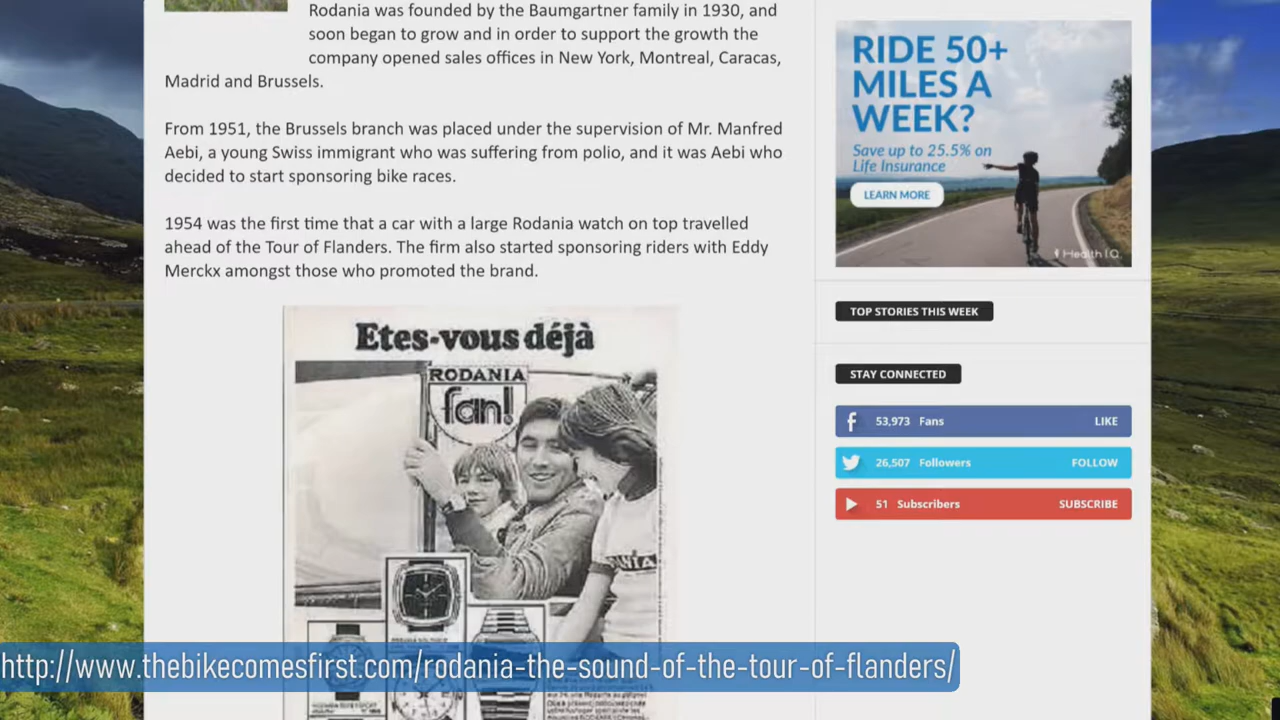 Rodania was founded by the Baumgartner family in 1930, and
soon began to grow and in order to support the growth the
company opened sales offices in New York, Montreal, Caracas,
Madrid and Brussels.
From 1951, the Brussels branch was placed under the supervision of Mr. Manfred
Aebi, a young Swiss immigrant who was suffering from polio, and it was Aebi who
decided to start sponsoring bike races.
1954 was the first time that a car with a large Rodania watch on top travelled
ahead of the Tour of Flanders. The firm also started sponsoring riders with Eddy
Merckx amongst those who promoted the brand.
Etes-vous déjà
RODANIA
fan!
RIDE 50+
MILES A
WEEK?
Save up to 25.5% on
Life Insurance
LEARN MORE
Health IQ
TOP STORIES THIS WEEK
STAY CONNECTED
53,973 Fans LIKE
26,507 Followers FOLLOW
51 Subscribers SUBSCRIBE
http://www.thebikecomesfirst.com/rodania-the-sound-of-the-tour-of-flanders/